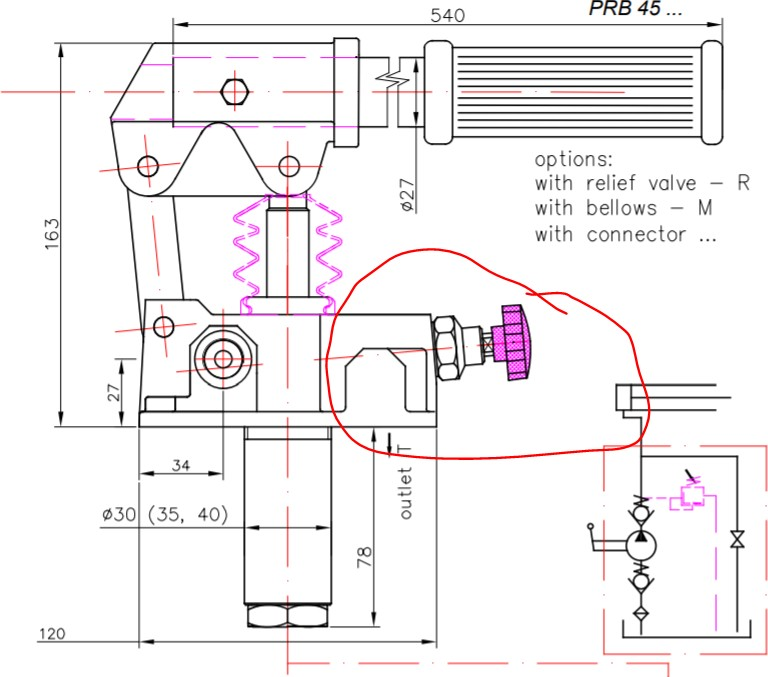 540
PRB 45 ...
options:
with relief valve – R
with bellows – M
with connector ...
ø27
163
27
34
outlet T
ø30 (35, 40)
78
120